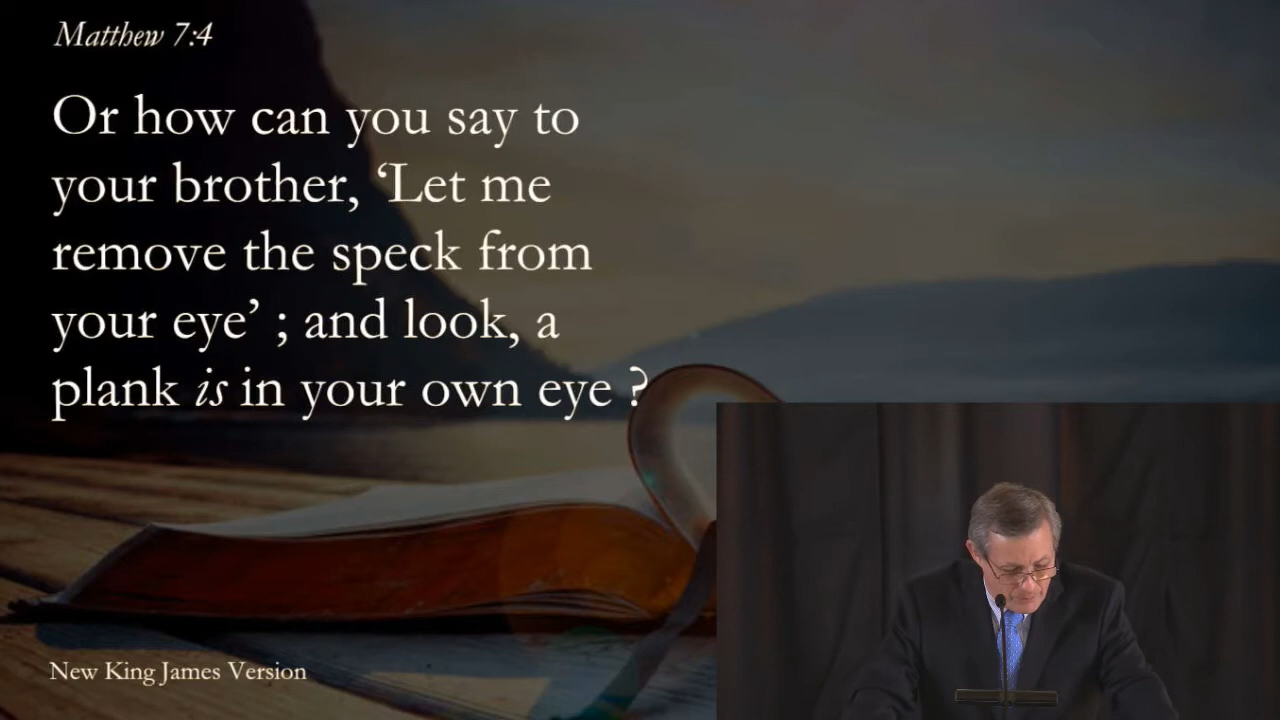 Matthew 7:4
Or how can you say to
your brother, ‘Let me
remove the speck from
your eye’ ; and look, a
plank is in your own eye ?
New King James Version